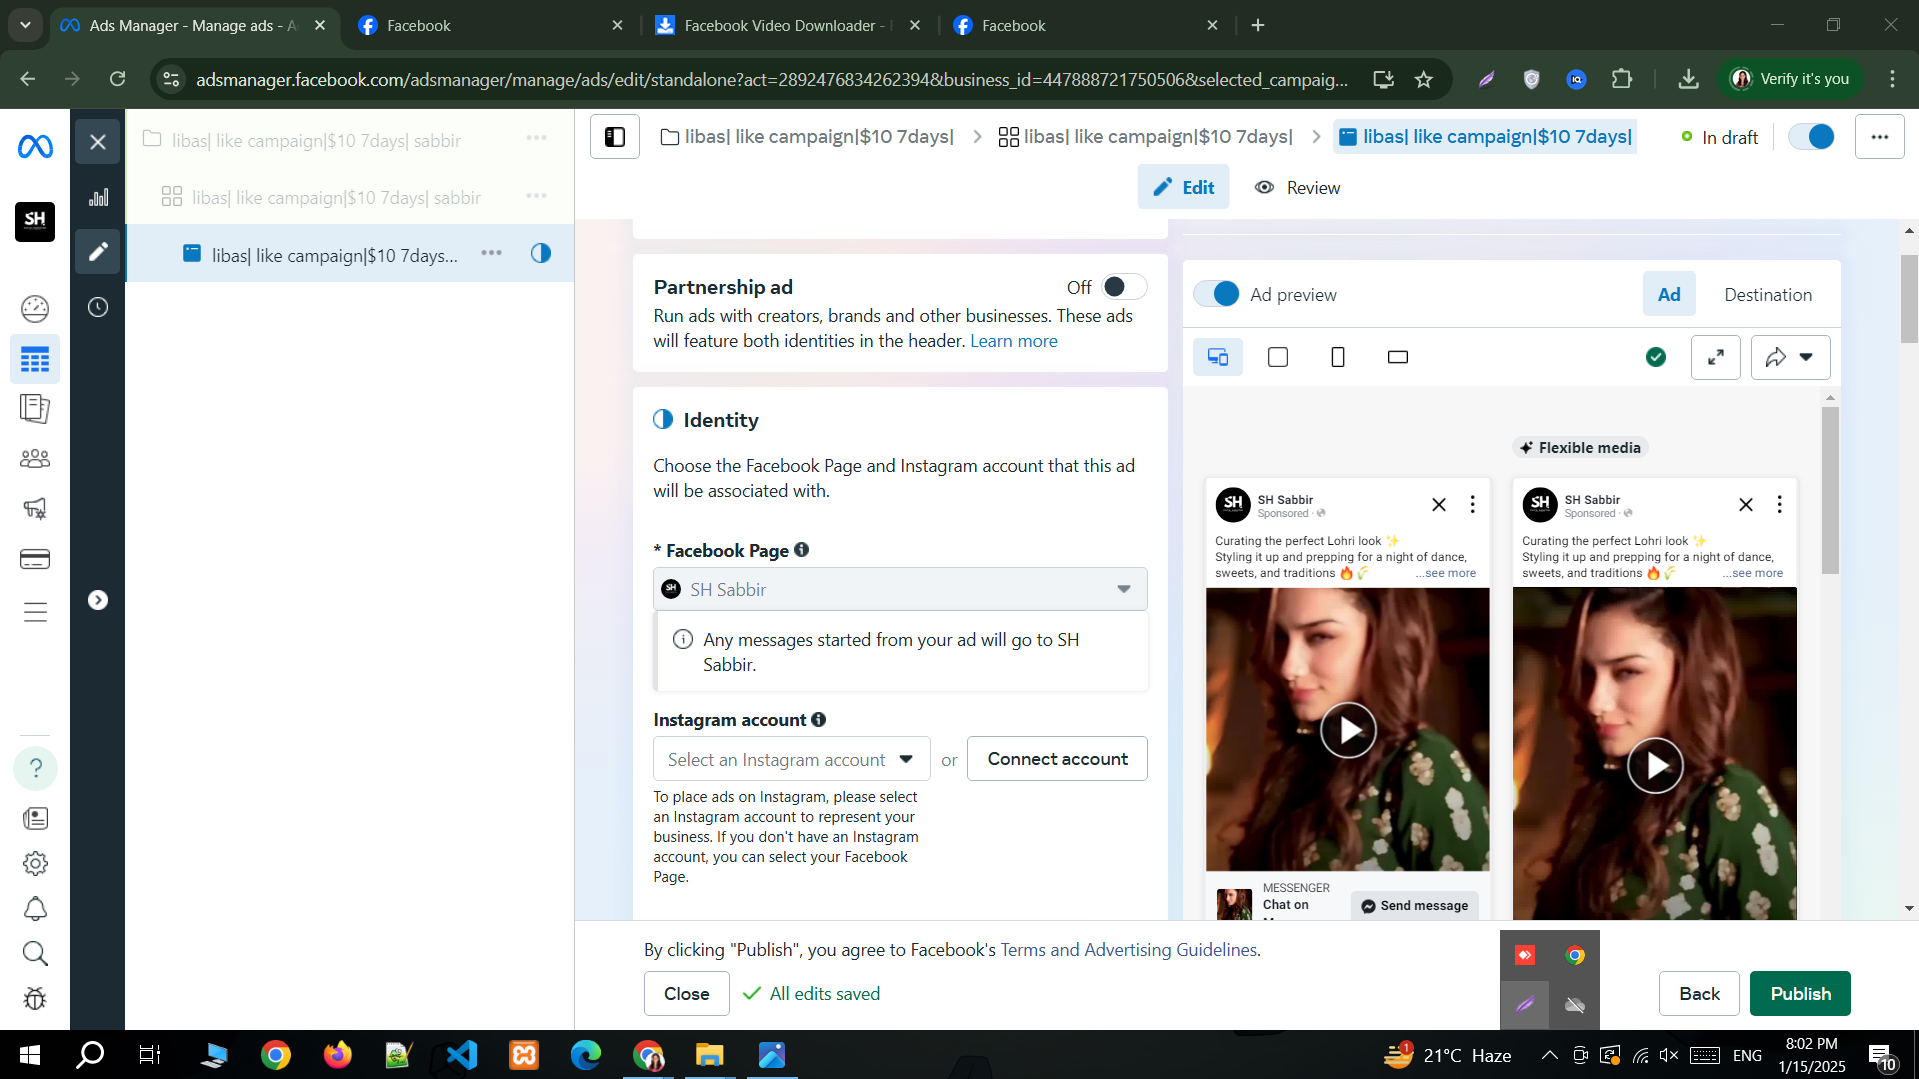 Ads Manager - Manage ads - A
Facebook
Facebook Video Downloader -
Facebook
adsmanager.facebook.com/adsmanager/manage/ads/edit/standalone?act=2892476834262394&business_id=447888721750506&selected_campaig...
Verify it's you
libas| like campaign|$10 7days| sabbir
libas| like campaign|$10 7days| sabbir
libas| like campaign|$10 7days...
libas| like campaign|$10 7days|
libas| like campaign|$10 7days|
libas| like campaign|$10 7days|
In draft
Edit
Review
SH
Partnership ad
Off
Run ads with creators, brands and other businesses. These ads
will feature both identities in the header. Learn more
Identity
Choose the Facebook Page and Instagram account that this ad
will be associated with.
* Facebook Page
SH Sabbir
Any messages started from your ad will go to SH
Sabbir.
Instagram account
Select an Instagram account
or
Connect account
To place ads on Instagram, please select
an Instagram account to represent your
business. If you don't have an Instagram
account, you can select your Facebook
Page.
Ad preview
Ad
Destination
Flexible media
SH
SH Sabbir
Sponsored ·
Curating the perfect Lohri look ✨
Styling it up and prepping for a night of dance,
sweets, and traditions 🔥🌾 ...see more
MESSENGER
Chat on
Send message
SH
SH Sabbir
Sponsored ·
Curating the perfect Lohri look ✨
Styling it up and prepping for a night of dance,
sweets, and traditions 🔥🌾 ...see more
By clicking "Publish", you agree to Facebook's Terms and Advertising Guidelines.
Close
All edits saved
Back
Publish
1
21°C Haze
ENG
8:02 PM
1/15/2025
10